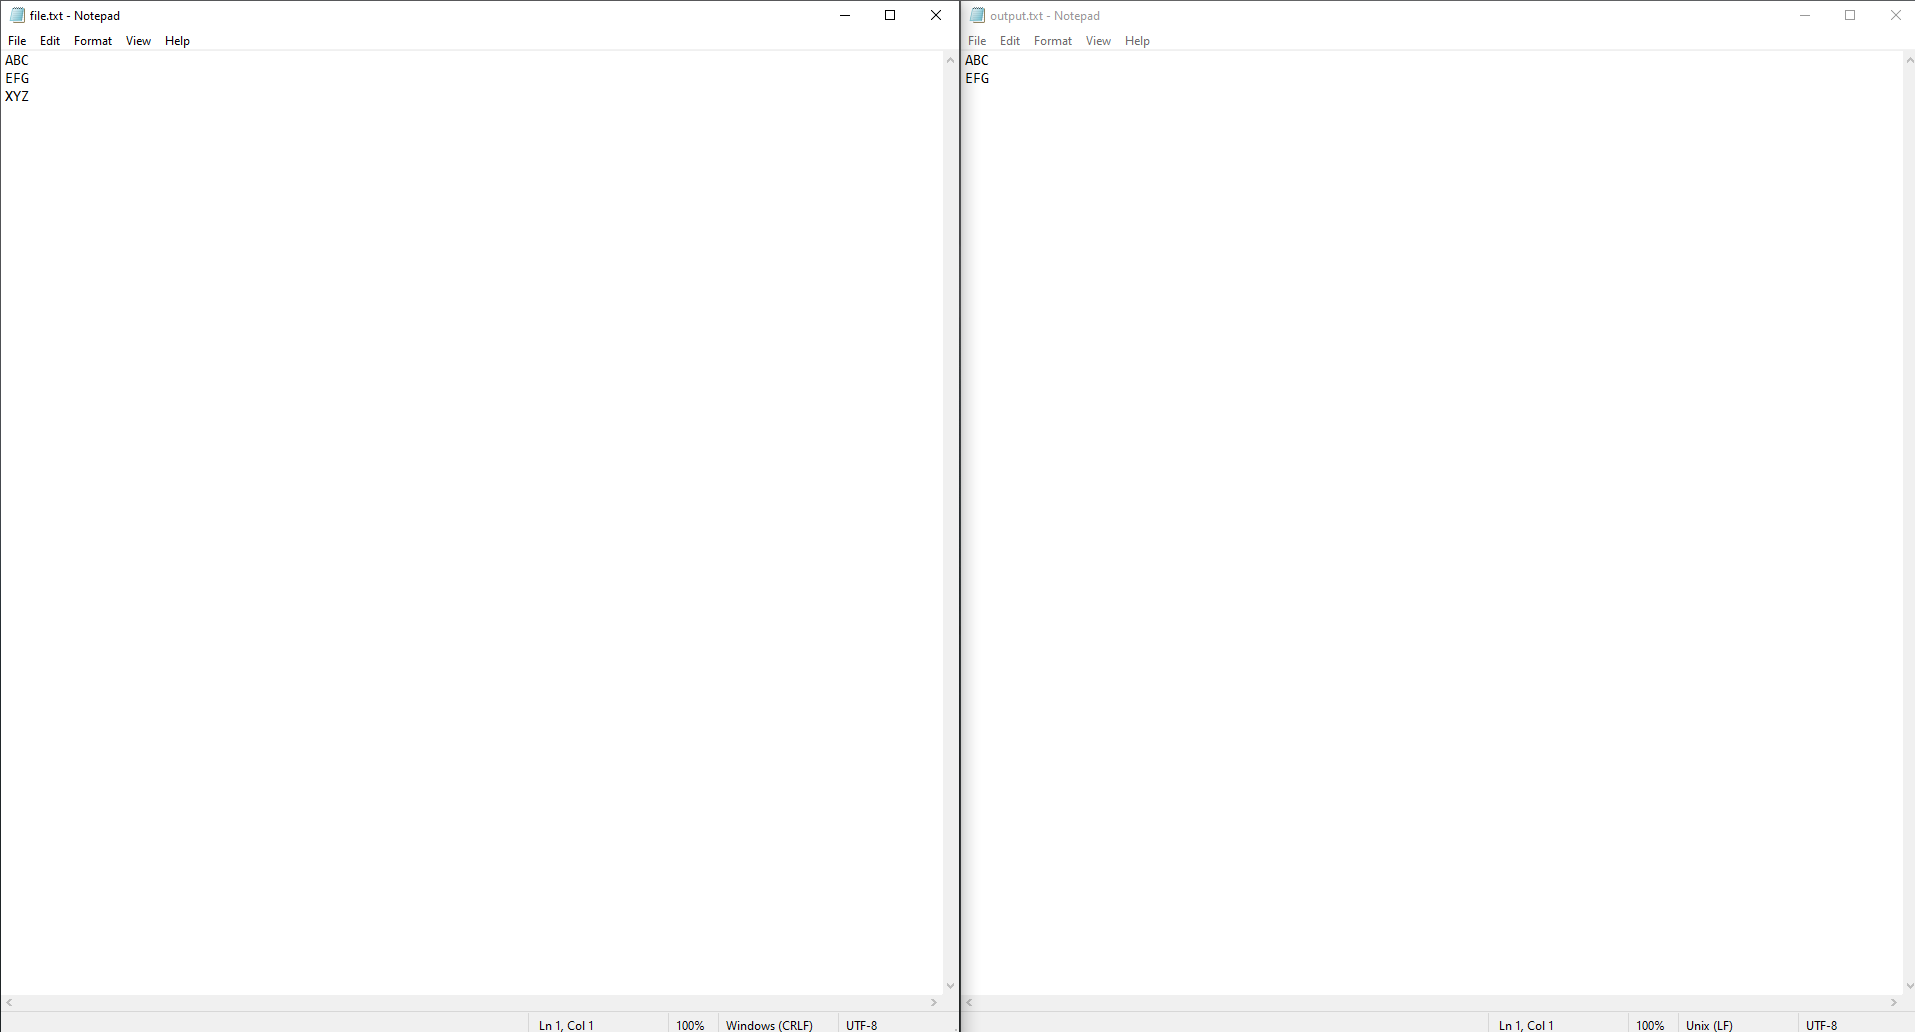 file.txt - Notepad
File Edit Format View Help
ABC
EFG
XYZ
Ln 1, Col 1 100% Windows (CRLF) UTF-8
output.txt - Notepad
File Edit Format View Help
ABC
EFG
Ln 1, Col 1 100% Unix (LF) UTF-8